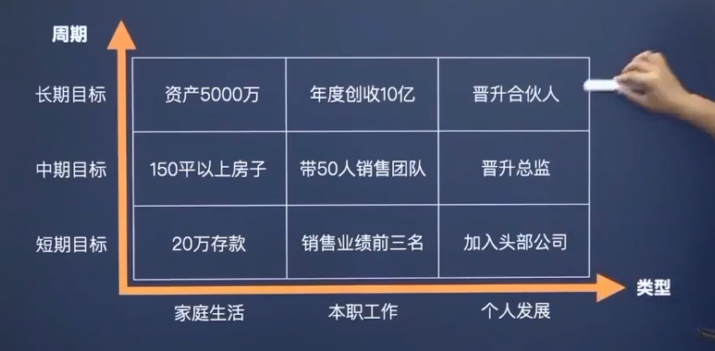 周期
长期目标 资产5000万 年度创收10亿 晋升合伙人
中期目标 150平以上房子 带50人销售团队 晋升总监
短期目标 20万存款 销售业绩前三名 加入头部公司
类型
家庭生活 本职工作 个人发展